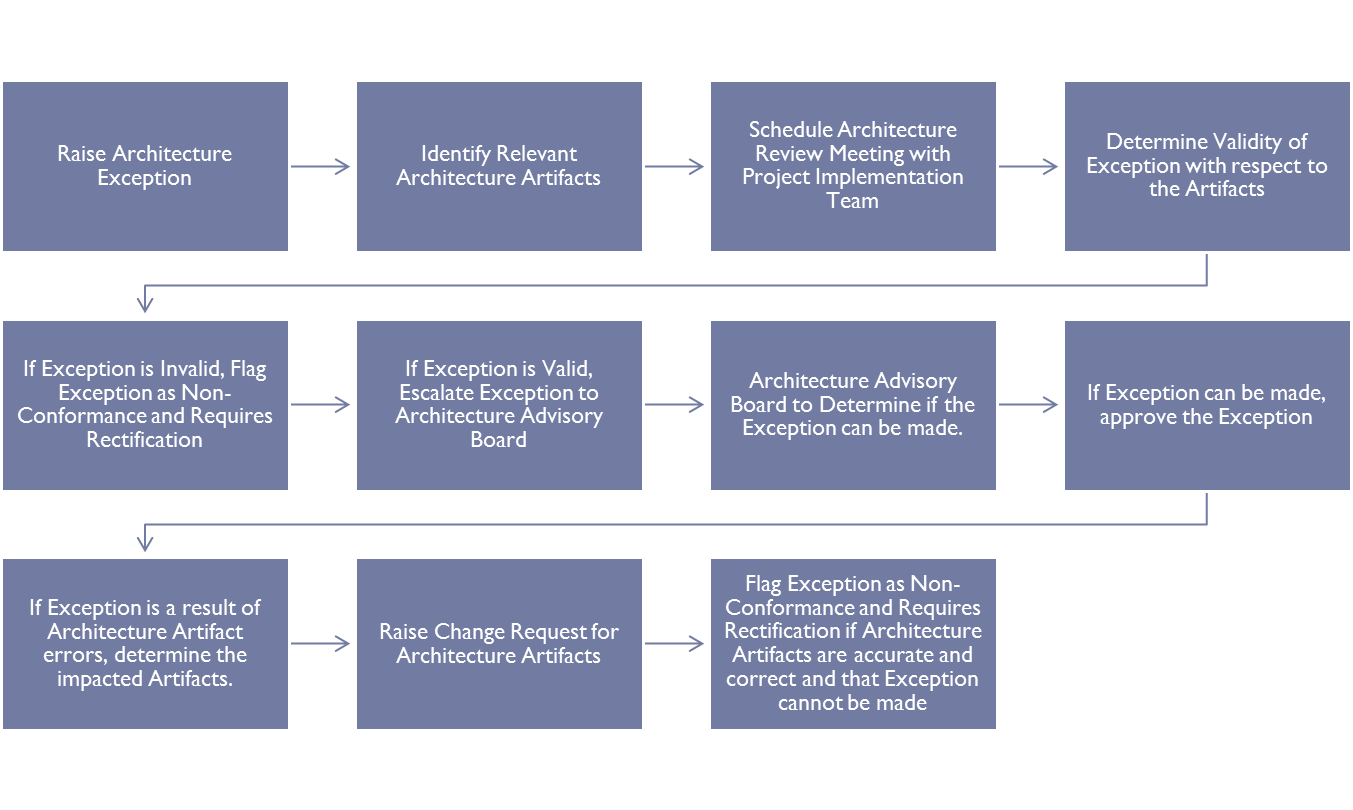 Raise Architecture
Exception
Identify Relevant
Architecture Artifacts
Schedule Architecture
Review Meeting with
Project Implementation
Team
Determine Validity of
Exception with respect to
the Artifacts
If Exception is Invalid, Flag
Exception as Non-
Conformance and Requires
Rectification
If Exception is Valid,
Escalate Exception to
Architecture Advisory
Board
Architecture Advisory
Board to Determine if the
Exception can be made.
If Exception can be made,
approve the Exception
If Exception is a result of
Architecture Artifact
errors, determine the
impacted Artifacts.
Raise Change Request for
Architecture Artifacts
Flag Exception as Non-
Conformance and Requires
Rectification if Architecture
Artifacts are accurate and
correct and that Exception
cannot be made